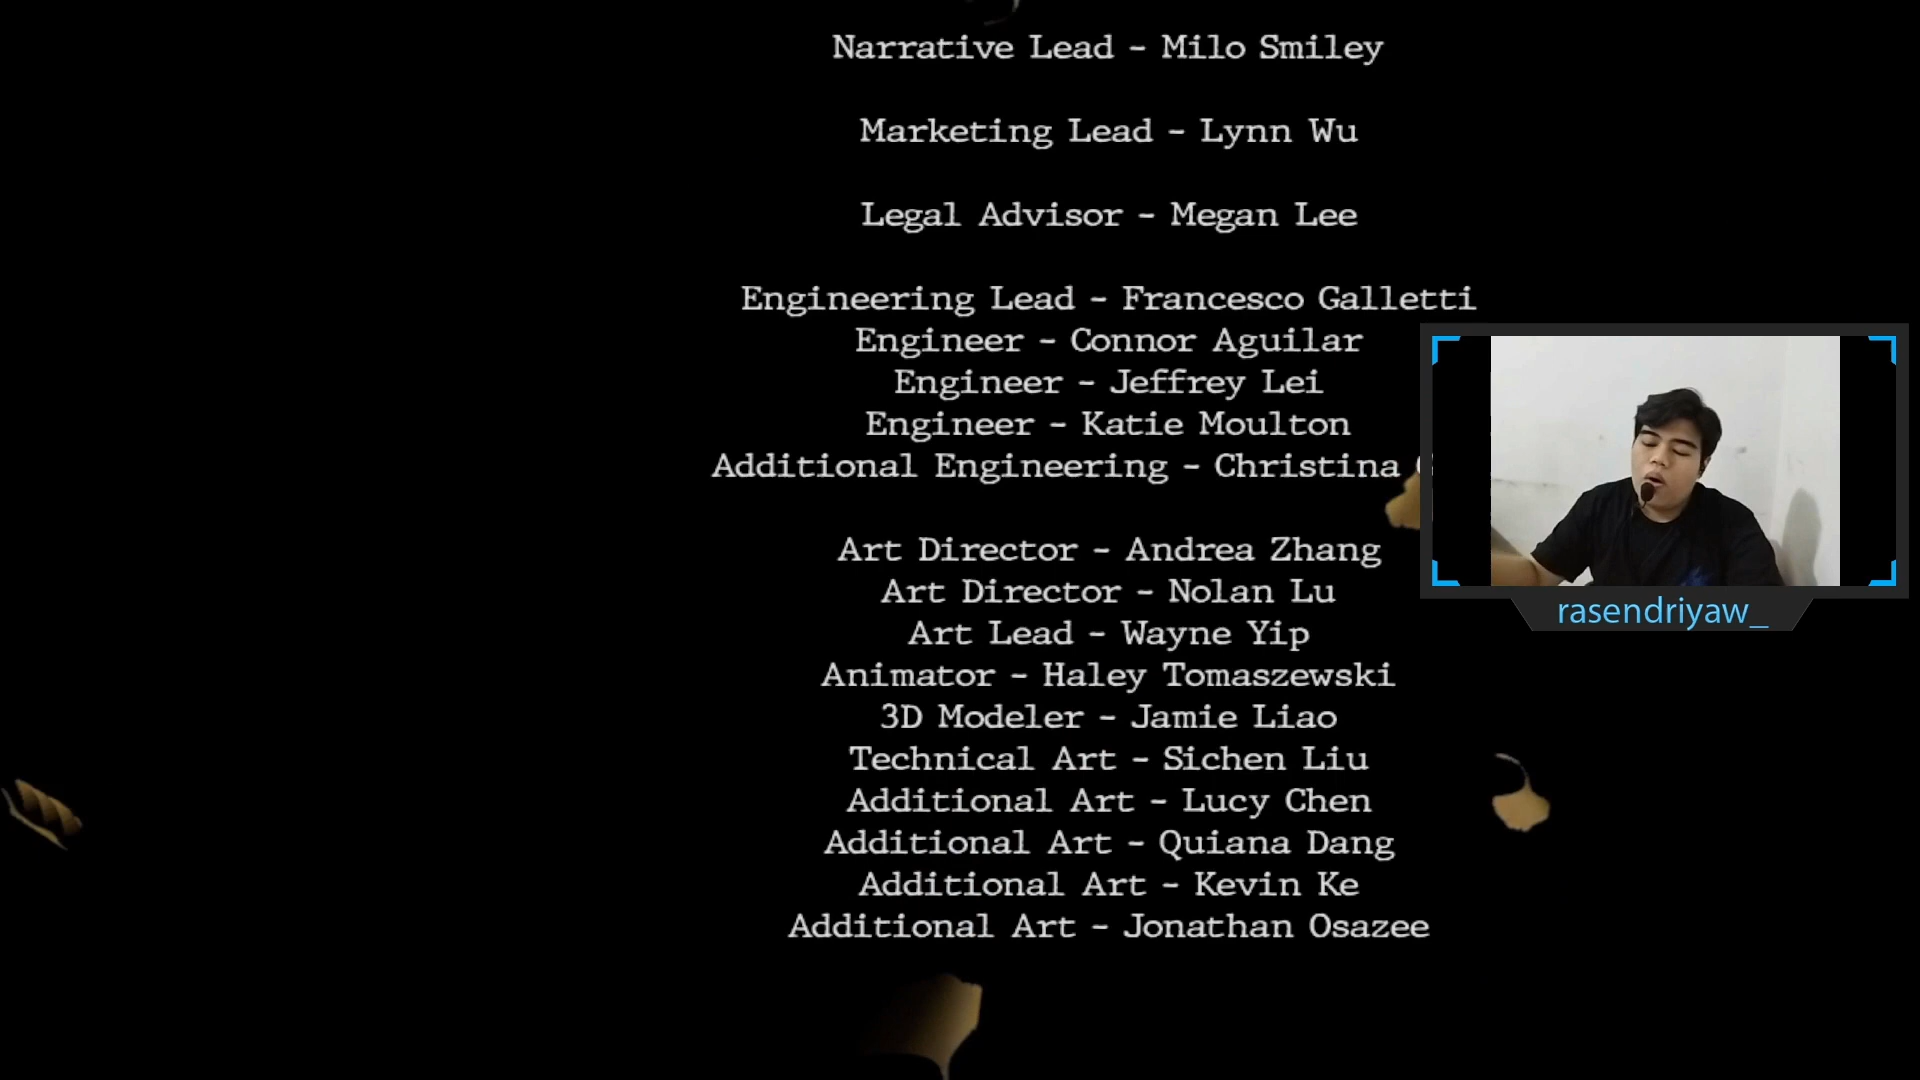 Narrative Lead - Milo Smiley
Marketing Lead - Lynn Wu
Legal Advisor - Megan Lee
Engineering Lead - Francesco Galletti
Engineer - Connor Aguilar
Engineer - Jeffrey Lei
Engineer - Katie Moulton
Additional Engineering - Christina
Art Director - Andrea Zhang
Art Director - Nolan Lu
Art Lead - Wayne Yip
Animator - Haley Tomaszewski
3D Modeler - Jamie Liao
Technical Art - Sichen Liu
Additional Art - Lucy Chen
Additional Art - Quiana Dang
Additional Art - Kevin Ke
Additional Art - Jonathan Osazee
rasendriyaw_